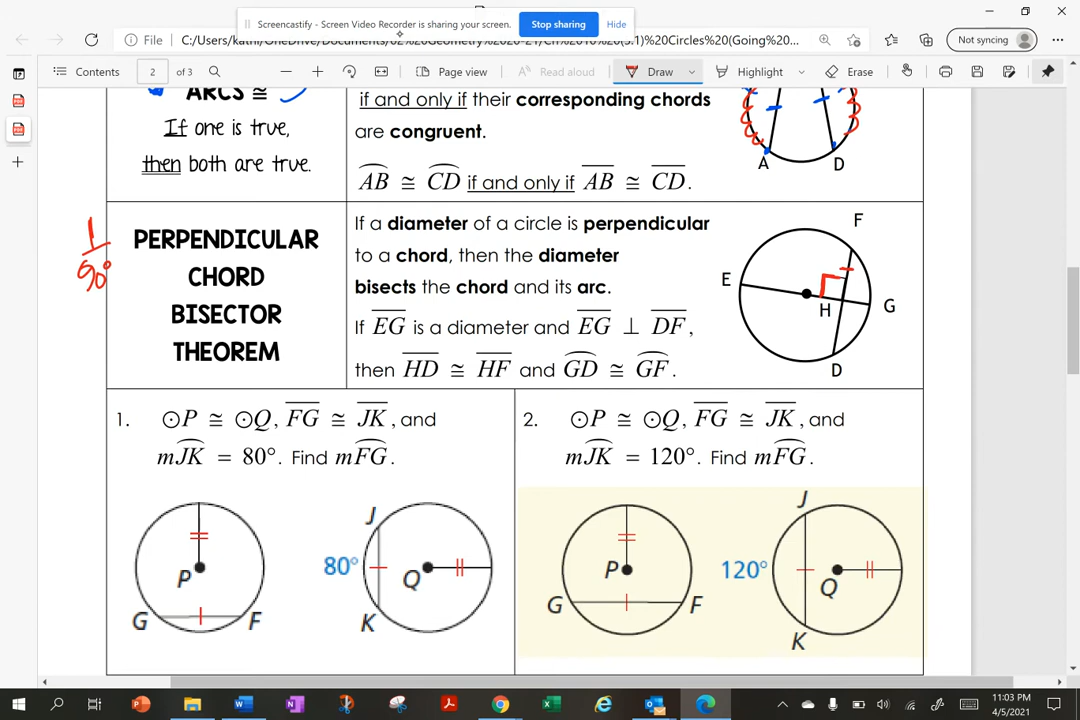 Screencastify - Screen Video Recorder is sharing your screen.
Stop sharing
Hide
File
Not syncing
Contents
2
of 3
Page view
Read aloud
Draw
Highlight
Erase
ARCS ≅
If one is true,
then both are true.
if and only if their corresponding chords
are congruent.
AB ≅ CD if and only if AB ≅ CD.
A
D
1
90°
PERPENDICULAR
CHORD
BISECTOR
THEOREM
If a diameter of a circle is perpendicular
to a chord, then the diameter
bisects the chord and its arc.
If EG is a diameter and EG ⊥ DF,
then HD ≅ HF and GD ≅ GF.
F
E
H
G
D
1. ⊙P ≅ ⊙Q, FG ≅ JK, and
mJK = 80°. Find mFG.
P
G
F
J
80°
Q
K
2. ⊙P ≅ ⊙Q, FG ≅ JK, and
mJK = 120°. Find mFG.
P
G
F
J
120°
Q
K
11:03 PM
4/5/2021